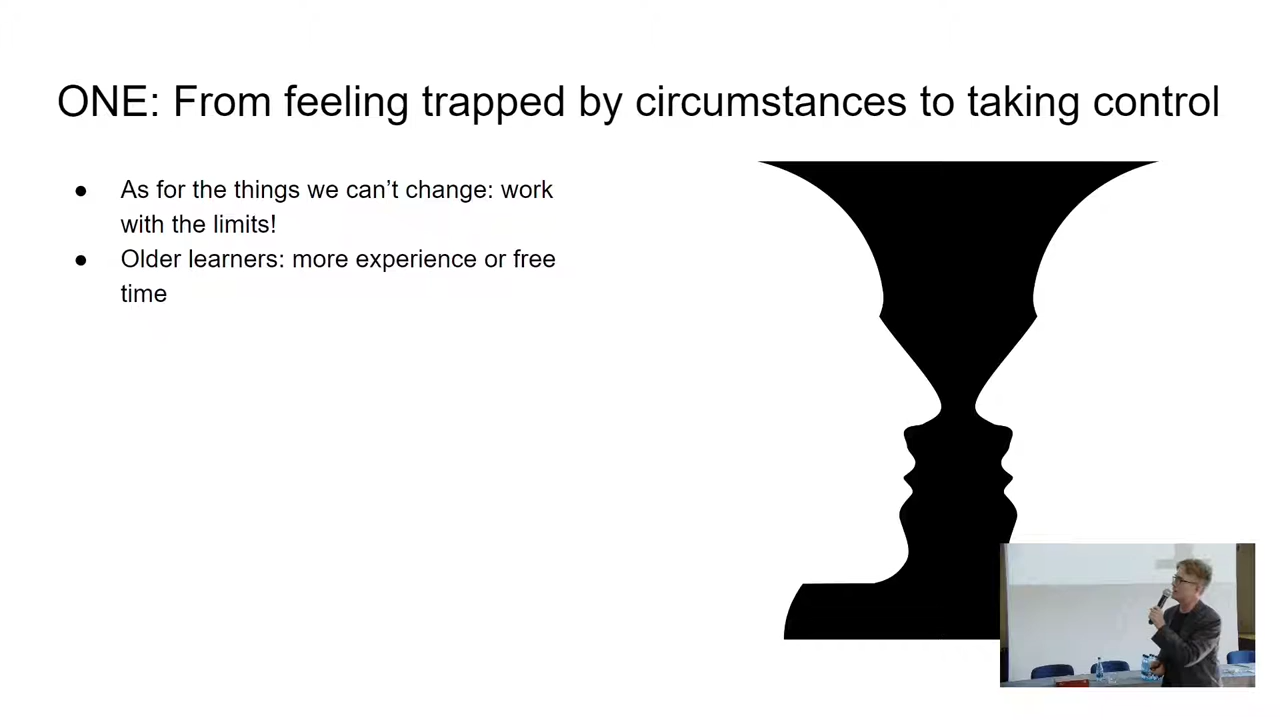 ONE: From feeling trapped by circumstances to taking control
● As for the things we can’t change: work
with the limits!
● Older learners: more experience or free
time